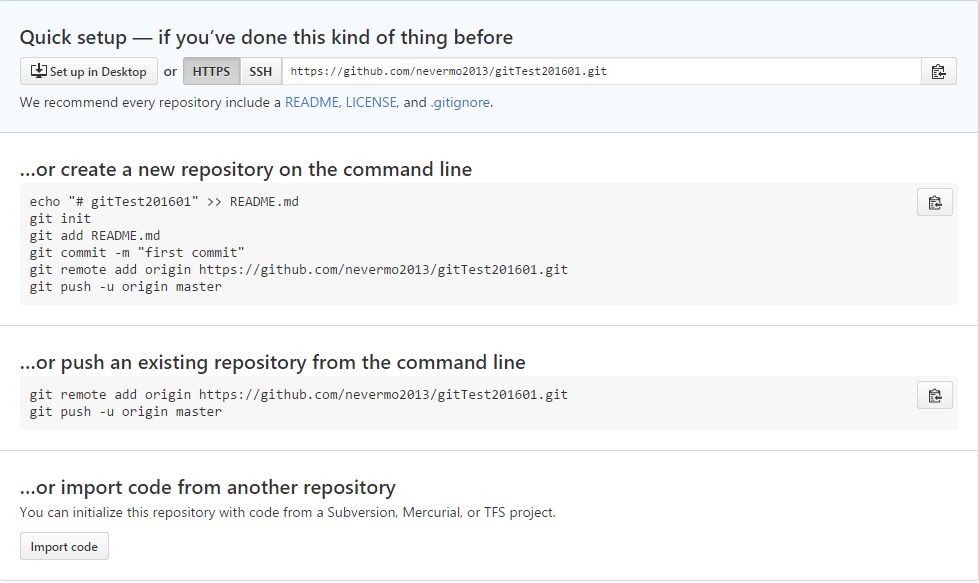 Quick setup — if you’ve done this kind of thing before
Set up in Desktop or HTTPS SSH https://github.com/nevermo2013/gitTest201601.git
We recommend every repository include a README, LICENSE, and .gitignore.
…or create a new repository on the command line
echo "# gitTest201601" >> README.md
git init
git add README.md
git commit -m "first commit"
git remote add origin https://github.com/nevermo2013/gitTest201601.git
git push -u origin master
…or push an existing repository from the command line
git remote add origin https://github.com/nevermo2013/gitTest201601.git
git push -u origin master
…or import code from another repository
You can initialize this repository with code from a Subversion, Mercurial, or TFS project.
Import code